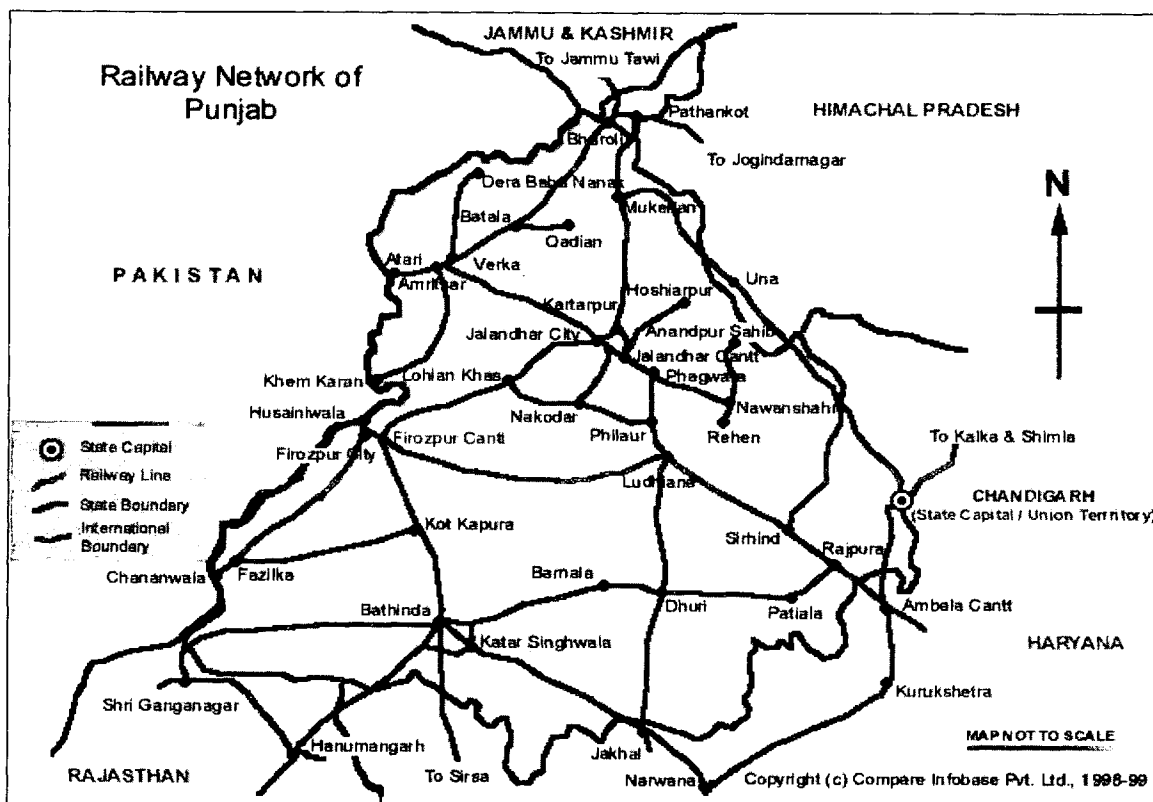 JAMMU & KASHMIR
To Jammu Tawi
Railway Network of
Punjab
Pathankot
HIMACHAL PRADESH
Bharoli
To Jogindarnagar
N
Dera Baba Nanak
Mukerian
Batala
Qadian
PAKISTAN
Atari
Verka
Amritsar
Una
Hoshiarpur
Kartarpur
Jalandhar City
Anandpur Sahib
Jalandhar Cantt
Khem Karan
Lohian Khas
Phagwara
Husainiwala
Nakodar
Nawanshahr
Philaur
Rehen
Firozpur Cantt
Firozpur City
To Kalka & Shimla
State Capital
Railway Line
State Boundary
International
Boundary
Ludhiana
CHANDIGARH
(State Capital / Union Territory)
Kot Kapura
Sirhind
Rajpura
Chananwala
Fazilka
Barnala
Dhuri
Patiala
Ambala Cantt
Bathinda
Katar Singhwala
HARYANA
Shri Ganganagar
Kurukshetra
Hanumangarh
Jakhal
MAP NOT TO SCALE
RAJASTHAN
To Sirsa
Narwana
Copyright (c) Compare Infobase Pvt. Ltd., 1998-99